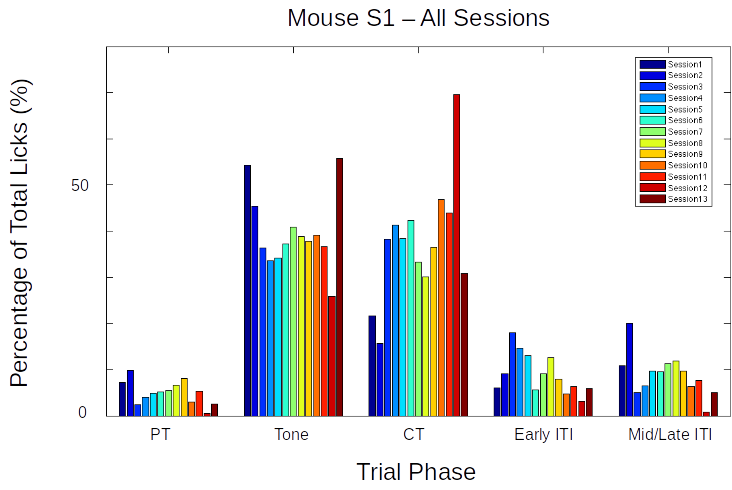 Mouse S1 – All Sessions
Percentage of Total Licks (%)
50
0
Session1
Session2
Session3
Session4
Session5
Session6
Session7
Session8
Session9
Session10
Session11
Session12
Session13
PT
Tone
CT
Early ITI
Mid/Late ITI
Trial Phase